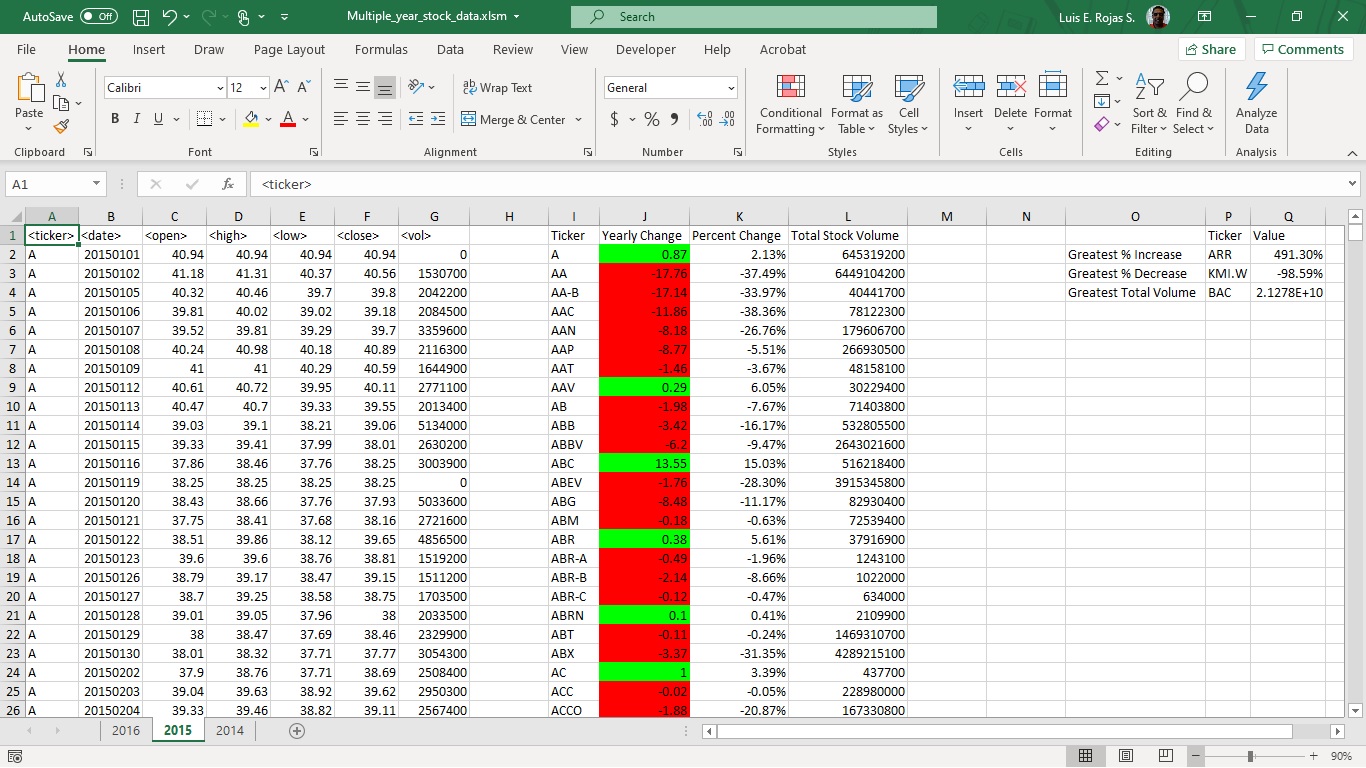 AutoSave Off Multiple_year_stock_data.xlsm Search Luis E. Rojas S.
File Home Insert Draw Page Layout Formulas Data Review View Developer Help Acrobat Share Comments
Paste Calibri 12 A^ A^ ab Wrap Text General Conditional Formatting Format as Table Cell Styles Insert Delete Format Sort & Filter Find & Select Analyze Data
B I U A Merge & Center $ % 9 .00 .00
Clipboard Font Alignment Number Styles Cells Editing Analysis
A1 fx <ticker>
A B C D E F G H I J K L M N O P Q
1 <ticker> <date> <open> <high> <low> <close> <vol> Ticker Yearly Change Percent Change Total Stock Volume Ticker Value
2 A 20150101 40.94 40.94 40.94 40.94 0 A 0.87 2.13% 645319200 Greatest % Increase ARR 491.30%
3 A 20150102 41.18 41.31 40.37 40.56 1530700 AA -17.76 -37.49% 6449104200 Greatest % Decrease KMI.W -98.59%
4 A 20150105 40.32 40.46 39.7 39.8 2042200 AA-B -17.14 -33.97% 40441700 Greatest Total Volume BAC 2.1278E+10
5 A 20150106 39.81 40.02 39.02 39.18 2084500 AAC -11.86 -38.36% 78122300
6 A 20150107 39.52 39.81 39.29 39.7 3359600 AAN -8.18 -26.76% 179606700
7 A 20150108 40.24 40.98 40.18 40.89 2116300 AAP -8.77 -5.51% 266930500
8 A 20150109 41 41 40.29 40.59 1644900 AAT -1.46 -3.67% 48158100
9 A 20150112 40.61 40.72 39.95 40.11 2771100 AAV 0.29 6.05% 30229400
10 A 20150113 40.47 40.7 39.33 39.55 2013400 AB -1.98 -7.67% 71403800
11 A 20150114 39.03 39.1 38.21 39.06 5134000 ABB -3.42 -16.17% 532805500
12 A 20150115 39.33 39.41 37.99 38.01 2630200 ABBV -6.2 -9.47% 2643021600
13 A 20150116 37.86 38.46 37.76 38.25 3003900 ABC 13.55 15.03% 516218400
14 A 20150119 38.25 38.25 38.25 38.25 0 ABEV -1.76 -28.30% 3915345800
15 A 20150120 38.43 38.66 37.76 37.93 5033600 ABG -8.48 -11.17% 82930400
16 A 20150121 37.75 38.41 37.68 38.16 2721600 ABM -0.18 -0.63% 72539400
17 A 20150122 38.51 39.86 38.12 39.65 4856500 ABR 0.38 5.61% 37916900
18 A 20150123 39.6 39.6 38.76 38.81 1519200 ABR-A -0.49 -1.96% 1243100
19 A 20150126 38.79 39.17 38.47 39.15 1511200 ABR-B -2.14 -8.66% 1022000
20 A 20150127 38.7 39.25 38.58 38.75 1703500 ABR-C -0.12 -0.47% 634000
21 A 20150128 39.01 39.05 37.96 38 2033500 ABRN 0.1 0.41% 2109900
22 A 20150129 38 38.47 37.69 38.46 2329900 ABT -0.11 -0.24% 1469310700
23 A 20150130 38.01 38.32 37.71 37.77 3054300 ABX -3.37 -31.35% 4289215100
24 A 20150202 37.9 38.76 37.71 38.69 2508400 AC 1 3.39% 437700
25 A 20150203 39.04 39.63 38.92 39.62 2950300 ACC -0.02 -0.05% 228980000
26 A 20150204 39.33 39.46 38.82 39.11 2567400 ACCO -1.88 -20.87% 167330800
2016 2015 2014
90%